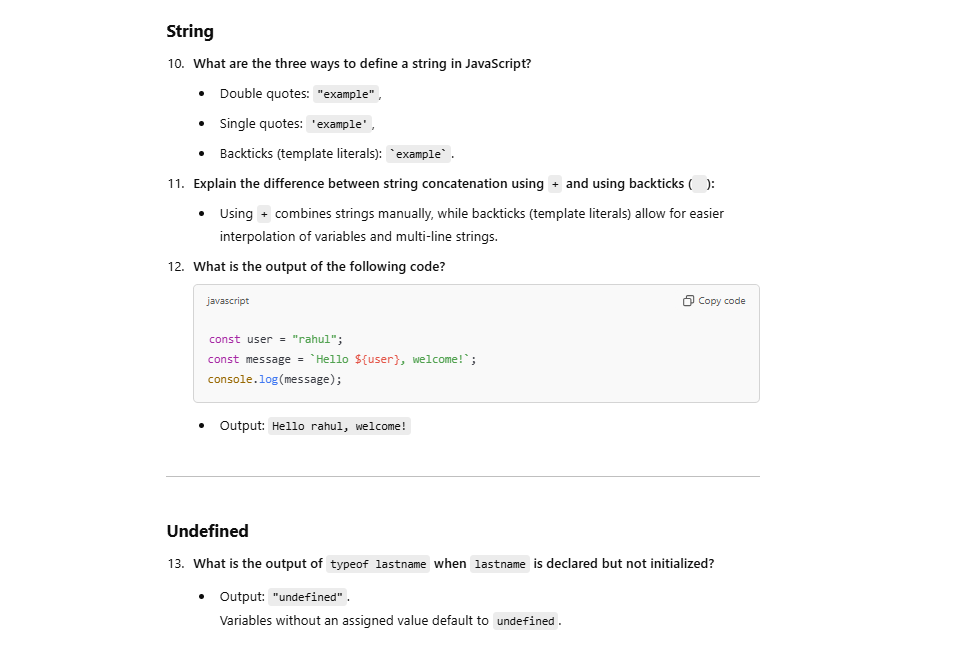 String
10. What are the three ways to define a string in JavaScript?
• Double quotes: "example",
• Single quotes: 'example',
• Backticks (template literals): `example`.
11. Explain the difference between string concatenation using + and using backticks ( ):
• Using + combines strings manually, while backticks (template literals) allow for easier
interpolation of variables and multi-line strings.
12. What is the output of the following code?
javascript Copy code
const user = "rahul";
const message = `Hello ${user}, welcome!`;
console.log(message);
• Output: Hello rahul, welcome!
Undefined
13. What is the output of typeof lastname when lastname is declared but not initialized?
• Output: "undefined".
Variables without an assigned value default to undefined.